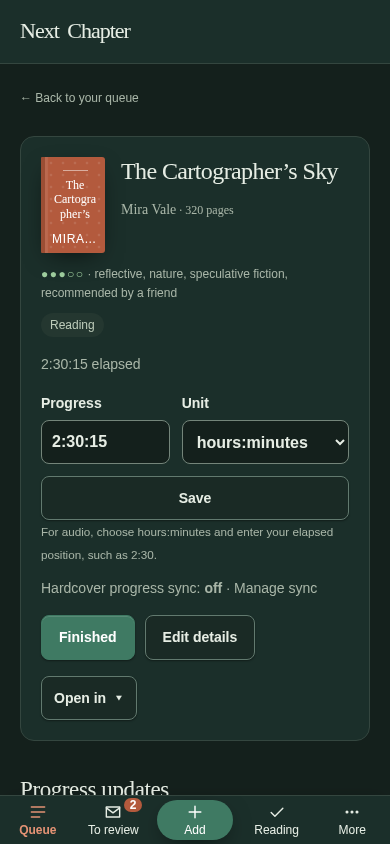 Next Chapter
← Back to your queue
The
Cartogra
pher's
MIRA...
The Cartographer's Sky
Mira Vale · 320 pages
●●●○○ · reflective, nature, speculative fiction,
recommended by a friend
Reading
2:30:15 elapsed
Progress Unit
2:30:15 hours:minutes
Save
For audio, choose hours:minutes and enter your elapsed
position, such as 2:30.
Hardcover progress sync: off · Manage sync
Finished Edit details
Open in ▼
Progress updates
2
Queue To review Add Reading More